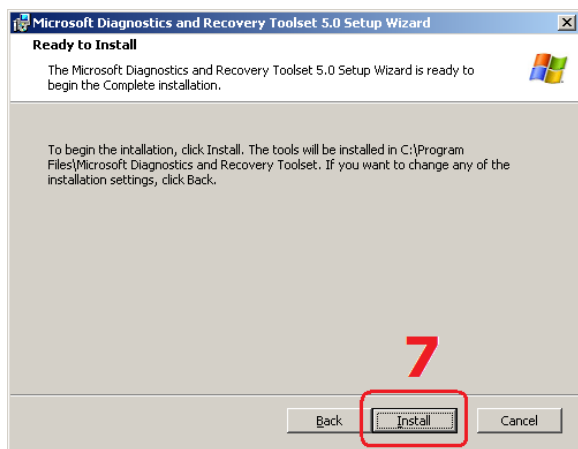 Microsoft Diagnostics and Recovery Toolset 5.0 Setup Wizard
Ready to Install
The Microsoft Diagnostics and Recovery Toolset 5.0 Setup Wizard is ready to
begin the Complete installation.
To begin the intallation, click Install. The tools will be installed in C:\Program
Files\Microsoft Diagnostics and Recovery Toolset. If you want to change any of the
installation settings, click Back.
7
Back Install Cancel